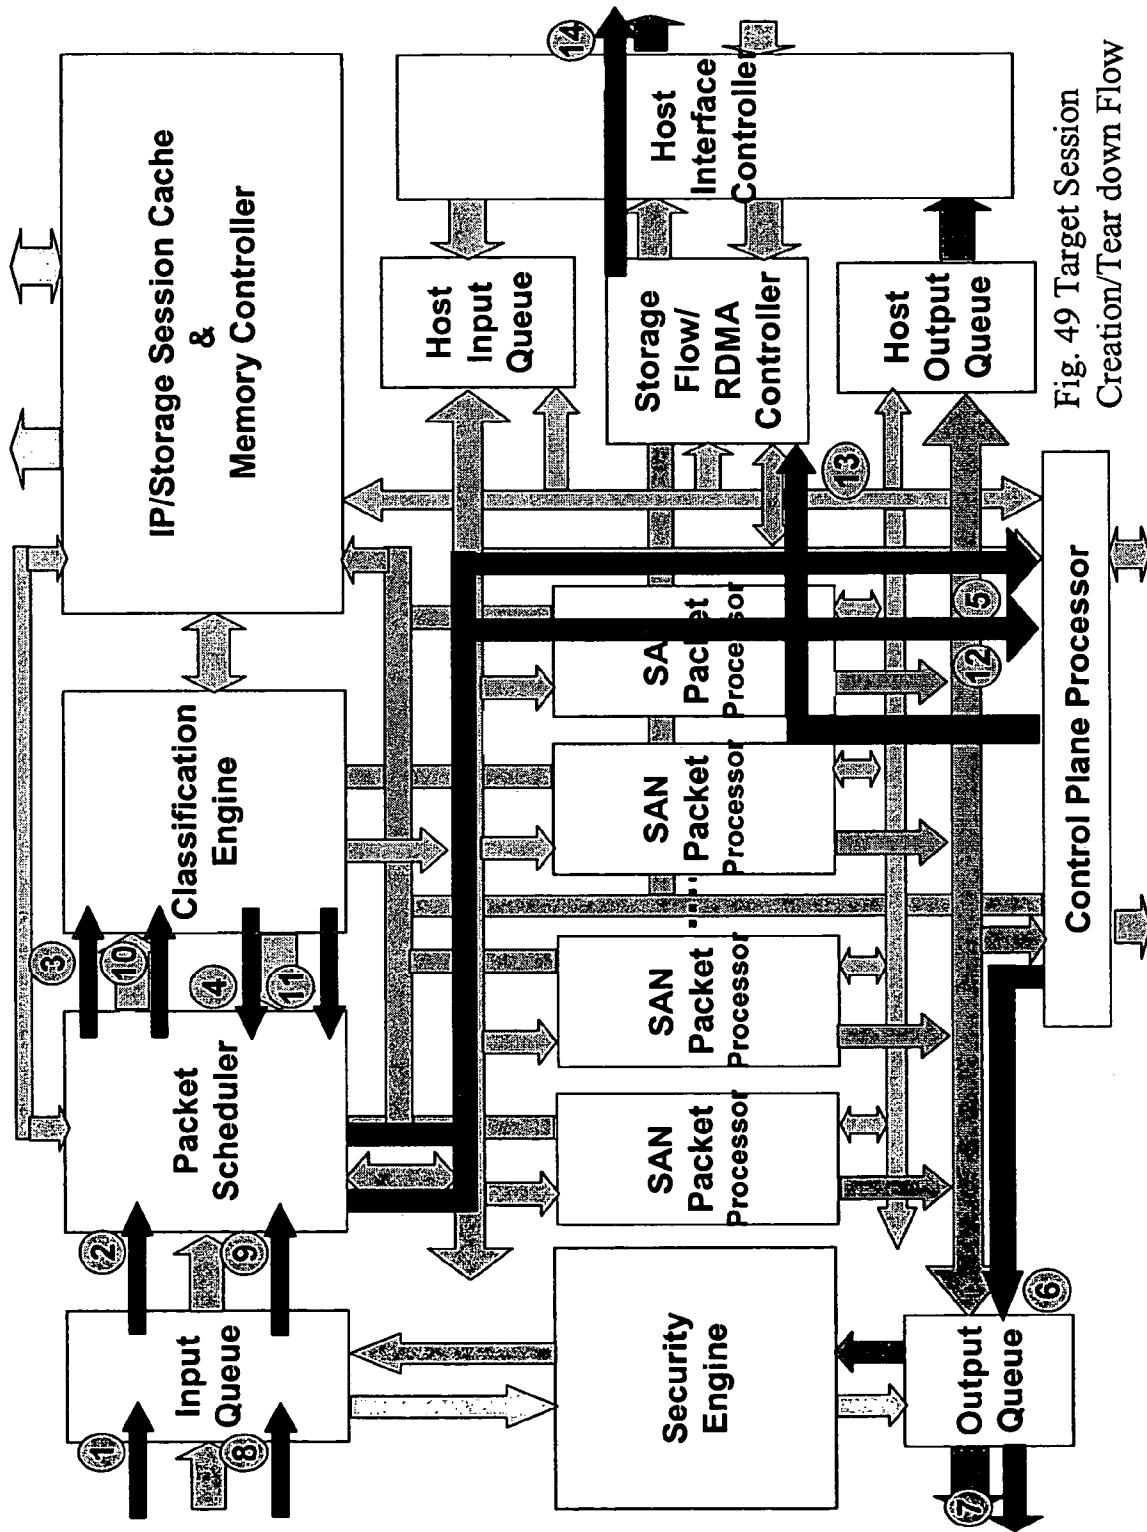 1
2
3
4
5
6
7
8
9
10
11
12
13
14
Input
Queue
Packet
Scheduler
Classification
Engine
IP/Storage Session Cache
&
Memory Controller
Security
Engine
SAN
Packet
Processor
SAN
Packet
Processor
SAN
Packet
Processor
SA
Packet
Processor
Host
Input
Queue
Storage
Flow/
RDMA
Controller
Host
Output
Queue
Host
Interface
Controller
Output
Queue
Control Plane Processor
Fig. 49 Target Session
Creation/Tear down Flow